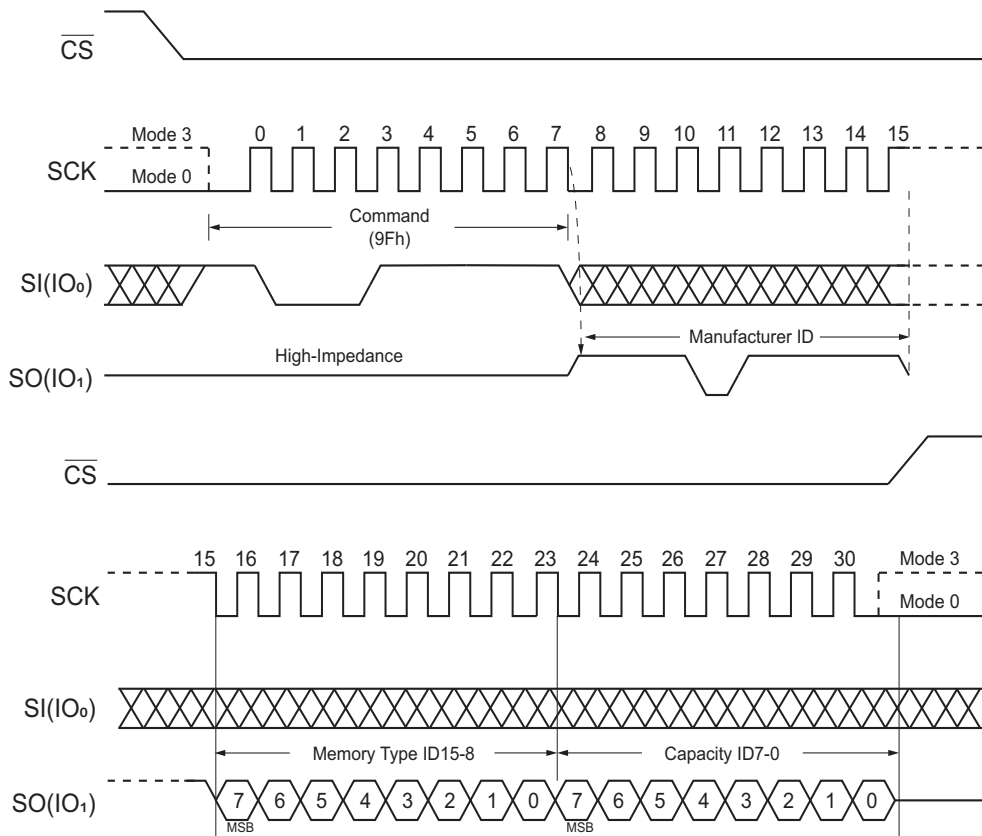 CS
Mode 3 0 1 2 3 4 5 6 7 8 9 10 11 12 13 14 15
SCK
Mode 0
Command
(9Fh)
SI(IO₀)
Manufacturer ID
High-Impedance
SO(IO₁)
CS
15 16 17 18 19 20 21 22 23 24 25 26 27 28 29 30 Mode 3
SCK
Mode 0
SI(IO₀)
Memory Type ID15-8 Capacity ID7-0
SO(IO₁) 7 6 5 4 3 2 1 0 7 6 5 4 3 2 1 0
MSB MSB